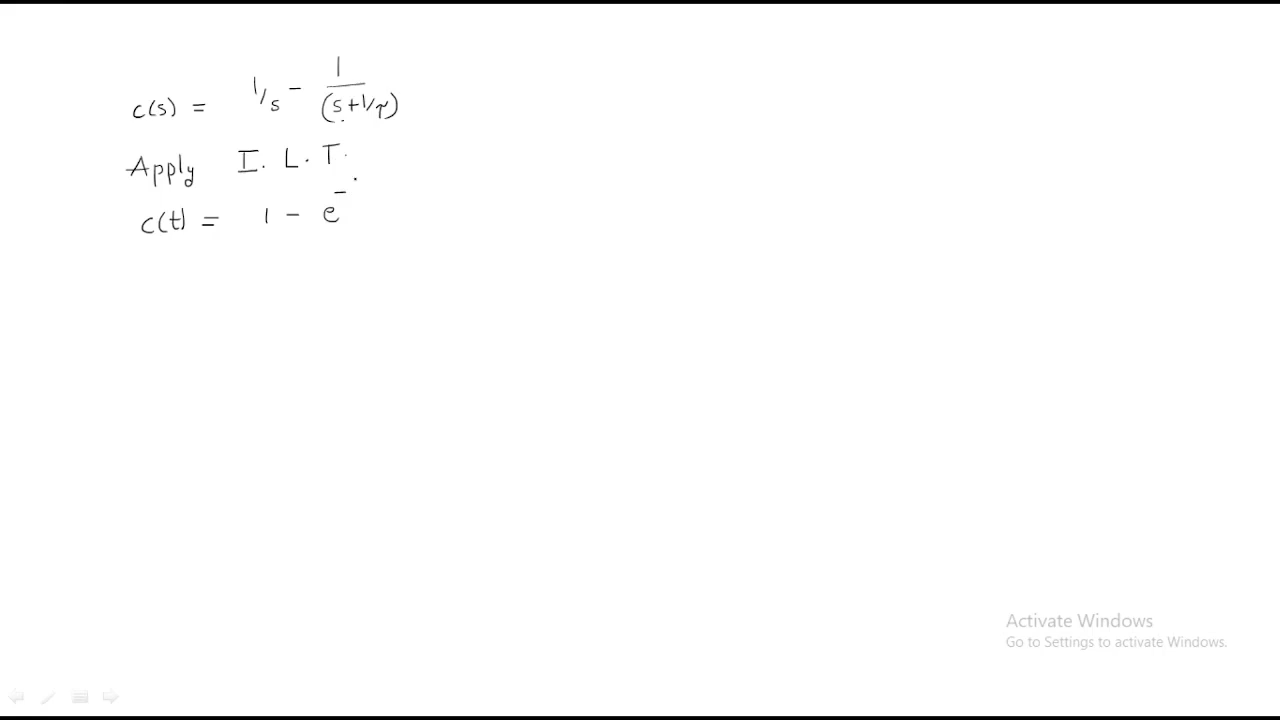 c(s) = 1/s - 1/(s+1/τ)
Apply I. L. T.
c(t) = 1 - e^-
Activate Windows
Go to Settings to activate Windows.